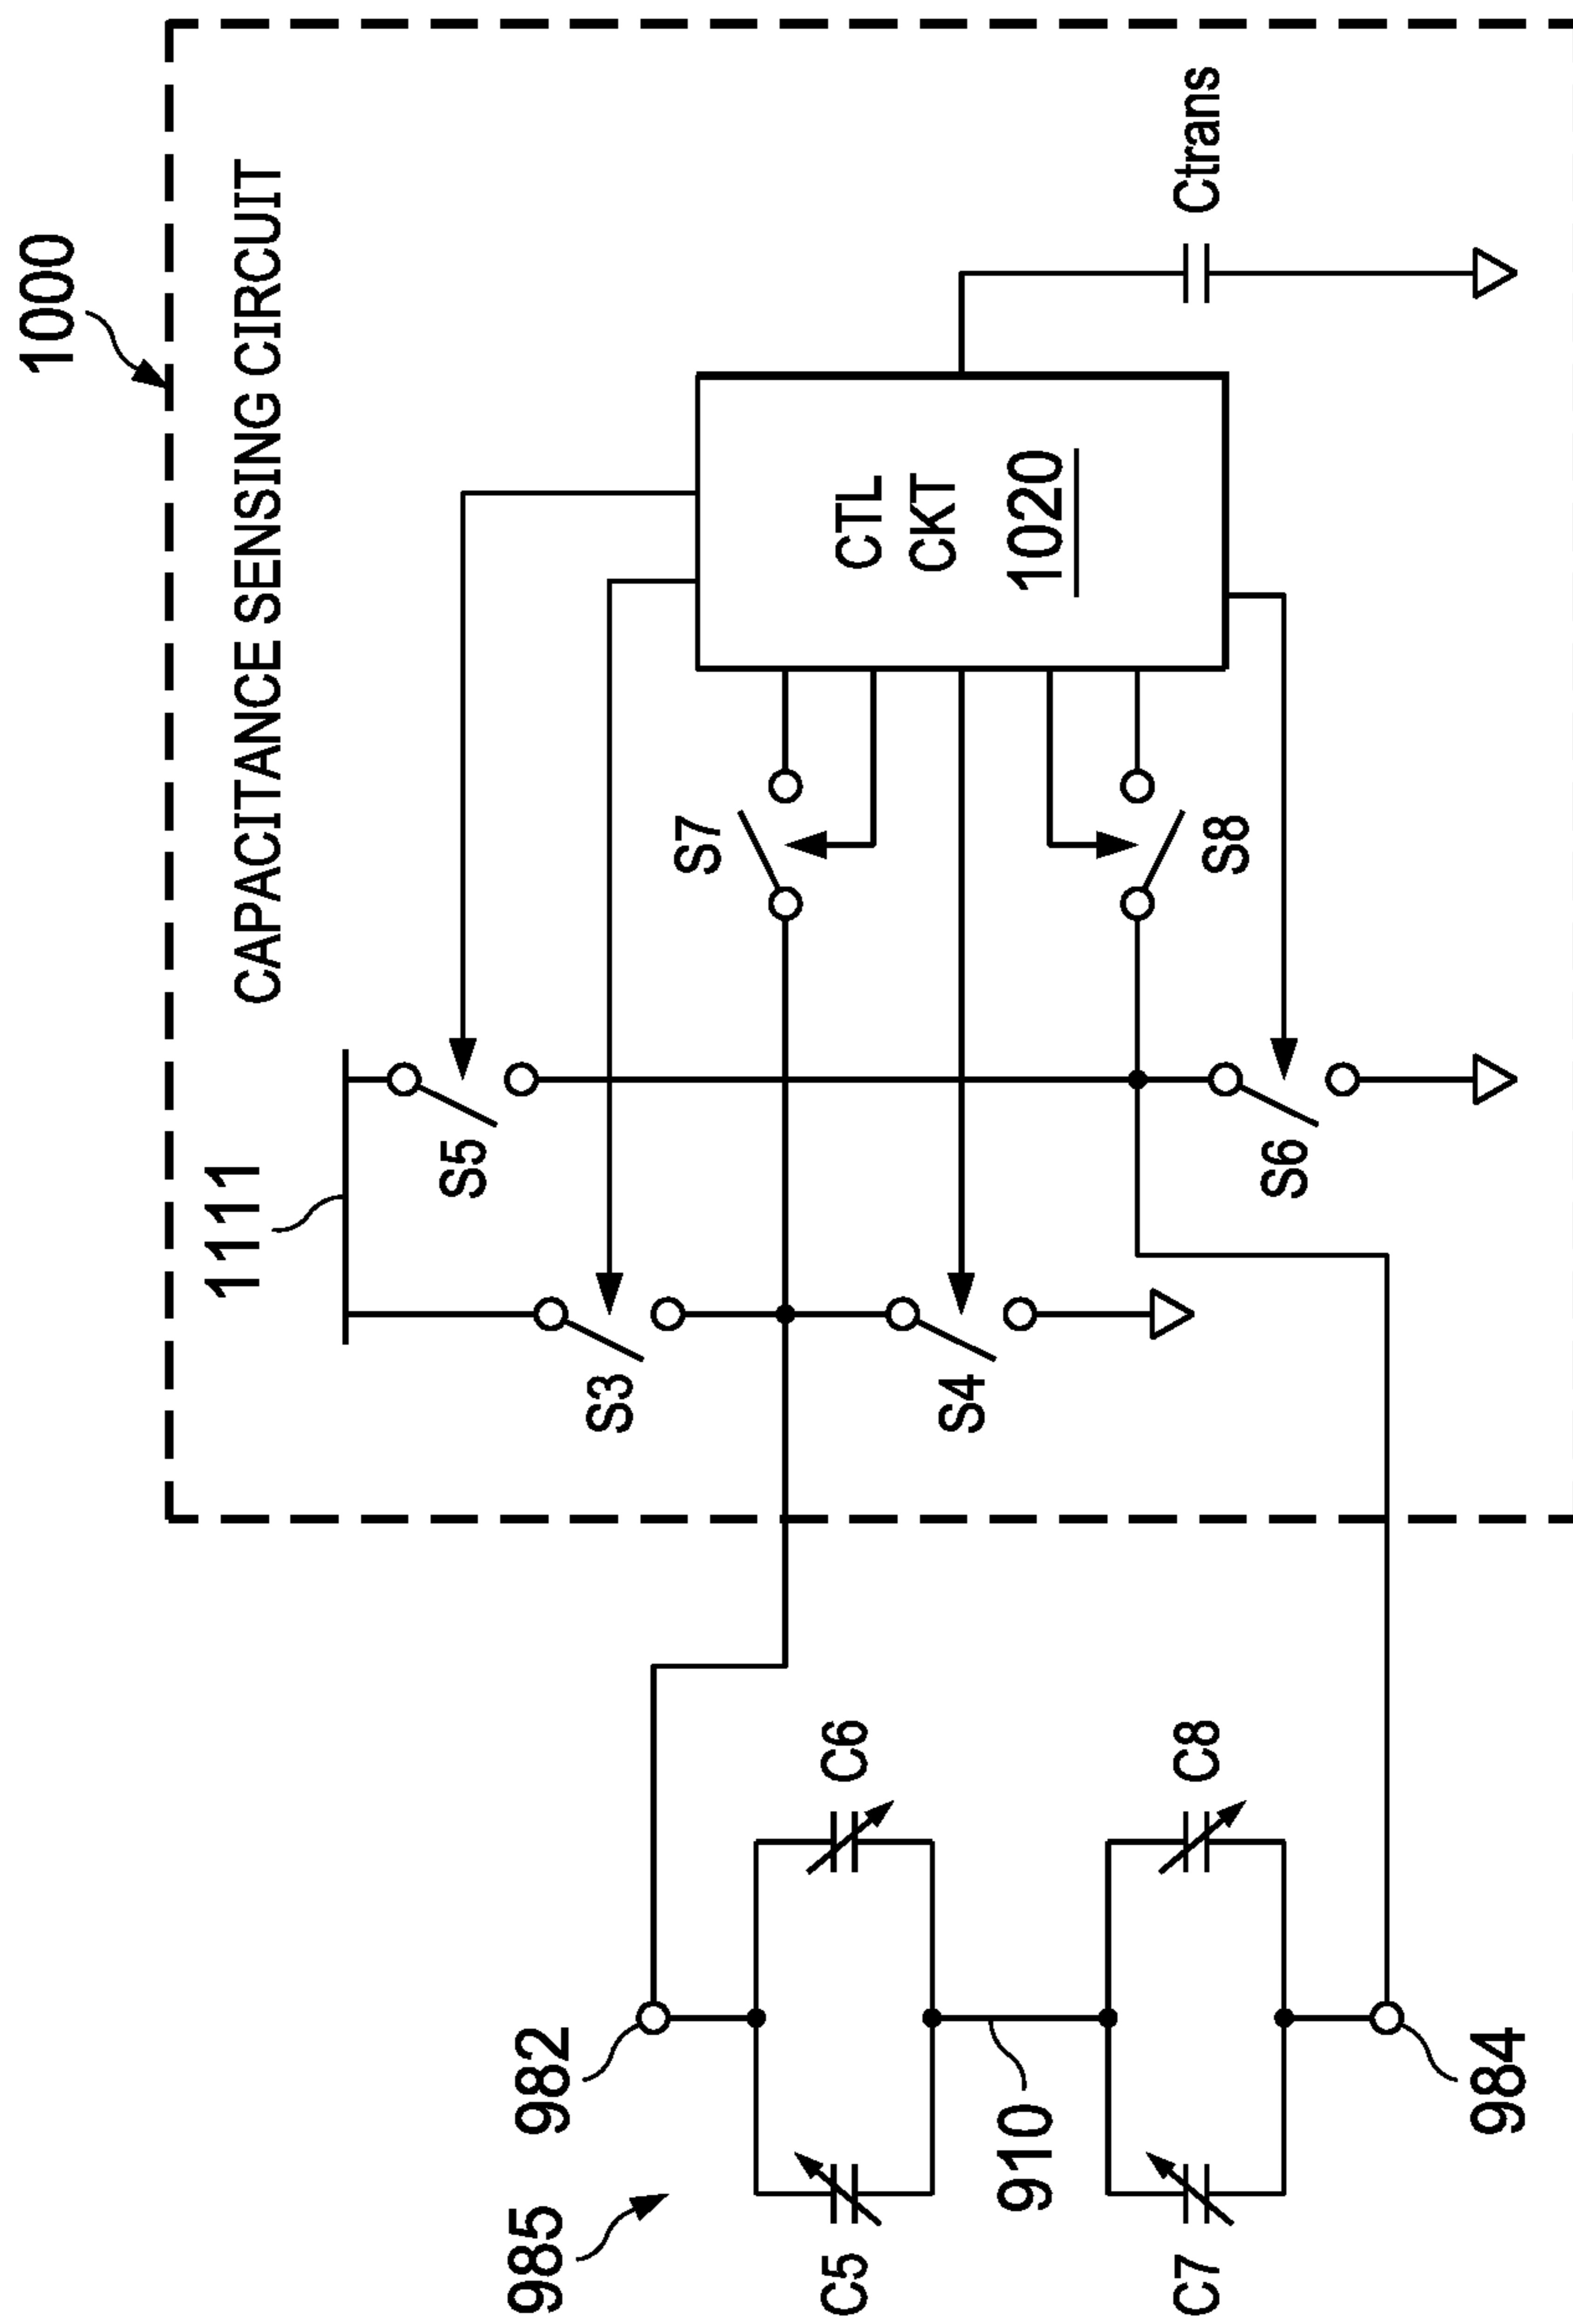 1000
CAPACITANCE SENSING CIRCUIT
1111
S5
S3
S7
CTL
CKT
1020
S4
S8
S6
Ctrans
985
982
C5
C6
910
C7
C8
984